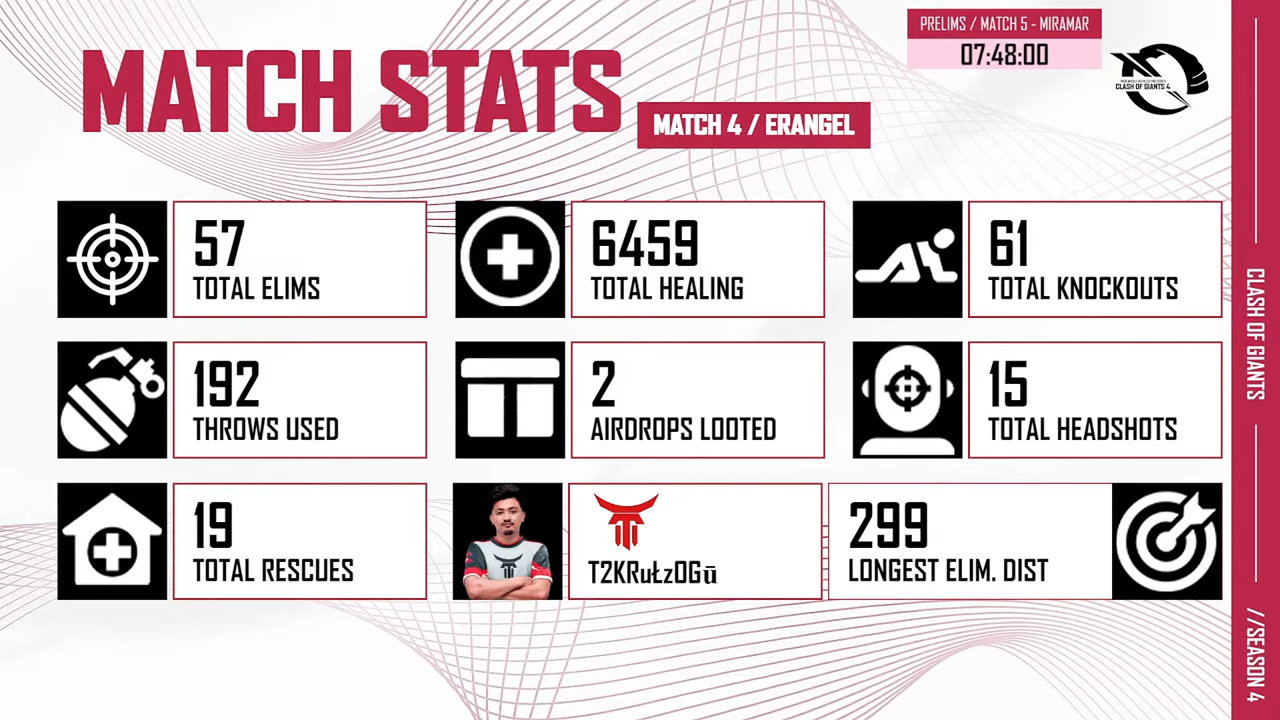 PRELIMS / MATCH 5 - MIRAMAR
07:48:00
CLASH OF GIANTS 4
MATCH STATS
MATCH 4 / ERANGEL
57
TOTAL ELIMS
6459
TOTAL HEALING
61
TOTAL KNOCKOUTS
192
THROWS USED
2
AIRDROPS LOOTED
15
TOTAL HEADSHOTS
19
TOTAL RESCUES
T2KRuŁzOGū
299
LONGEST ELIM. DIST
CLASH OF GIANTS
//SEASON 4